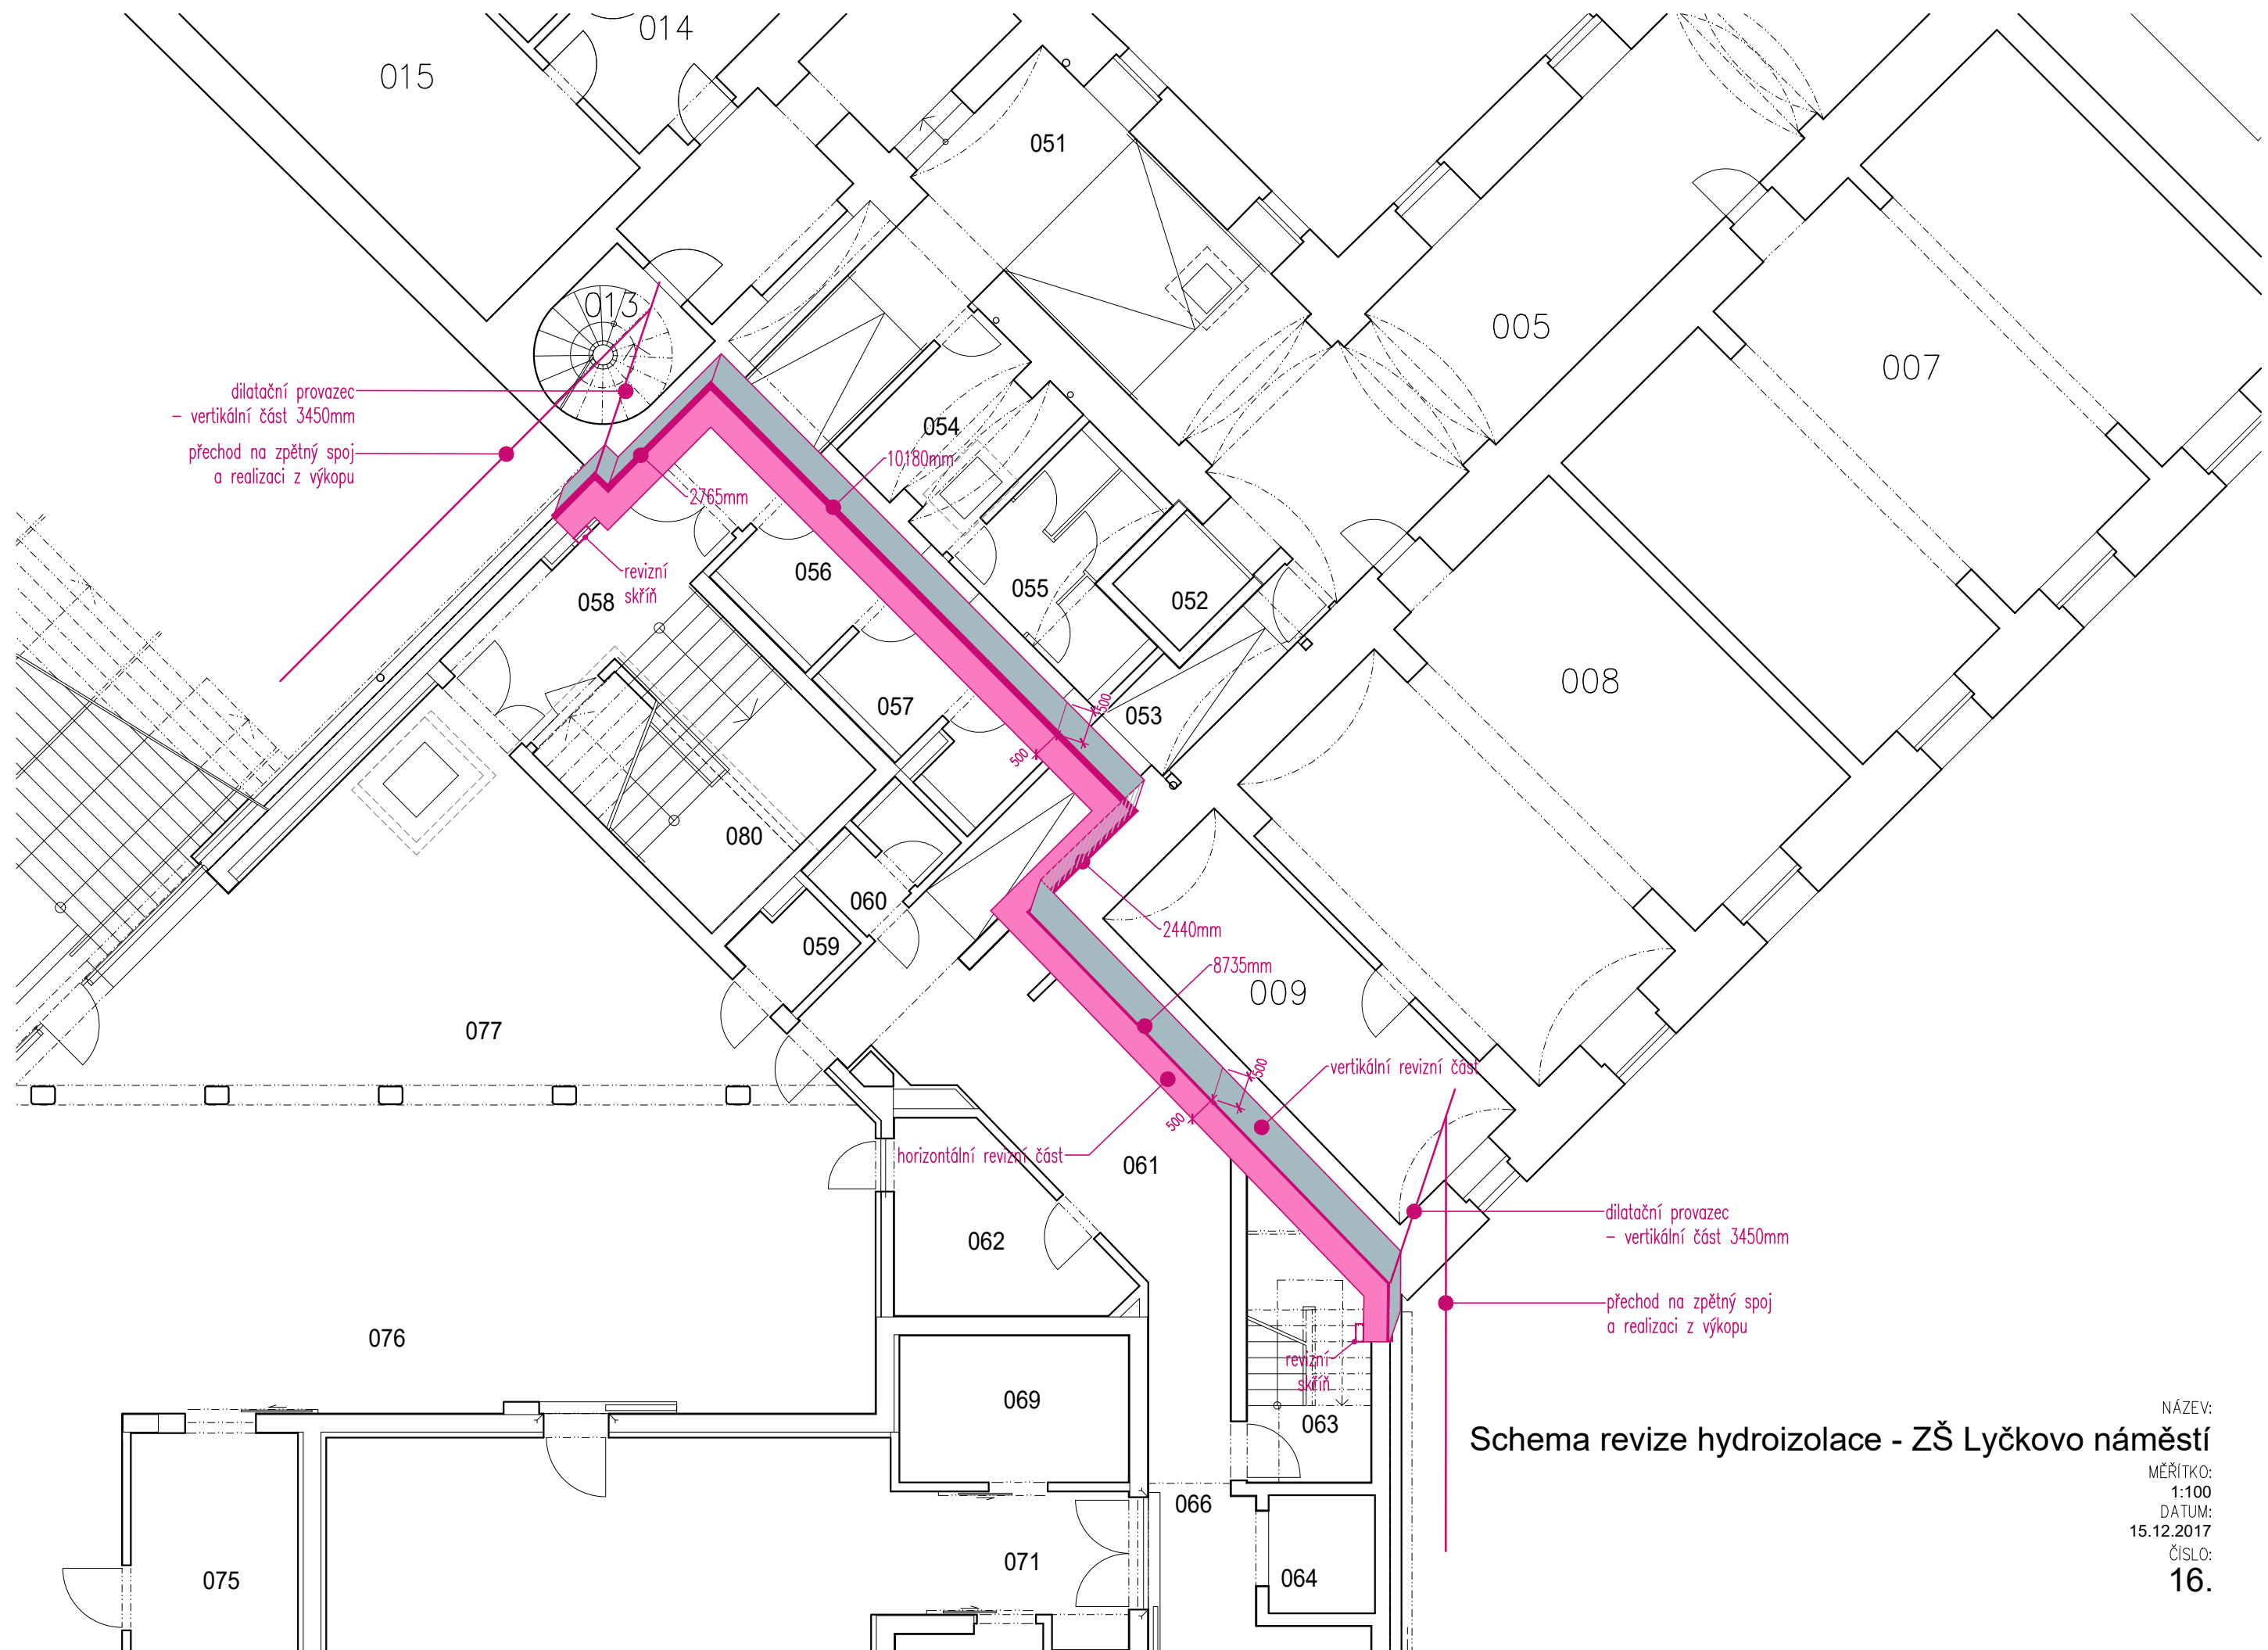 014
015
051
013
005
007
dilatační provazec
– vertikální část 3450mm
přechod na zpětný spoj
a realizaci z výkopu
054
10180mm
2765mm
revizní
skříň
056
058
055
052
008
057
053
500
500
080
060
059
2440mm
8735mm
009
077
vertikální revizní část
500
500
horizontální revizní část
061
062
dilatační provazec
– vertikální část 3450mm
přechod na zpětný spoj
a realizaci z výkopu
076
revizní
skříň
069
063
066
071
075
064
NÁZEV:
Schema revize hydroizolace - ZŠ Lyčkovo náměstí
MĚŘÍTKO:
1:100
DATUM:
15.12.2017
ČÍSLO:
16.